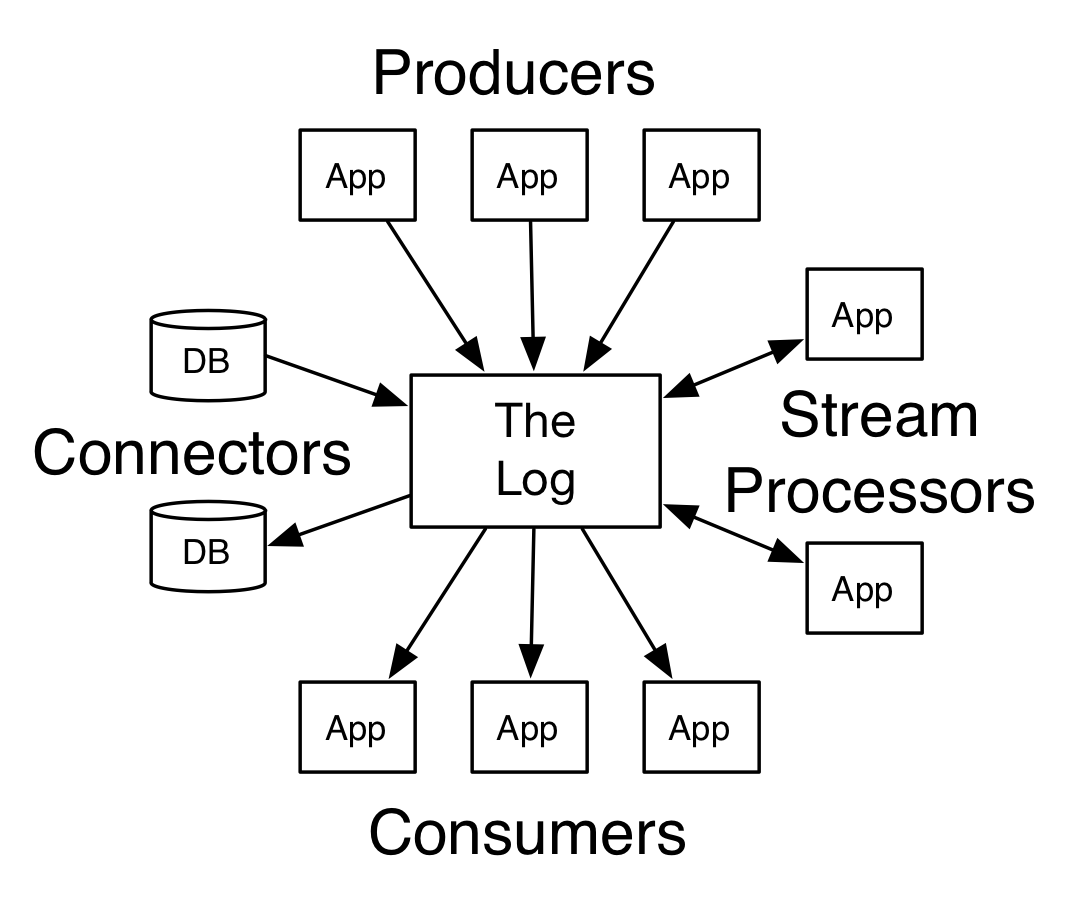 Producers
App
App
App
App
DB
The
Log
Stream
Processors
Connectors
DB
App
App
App
App
Consumers